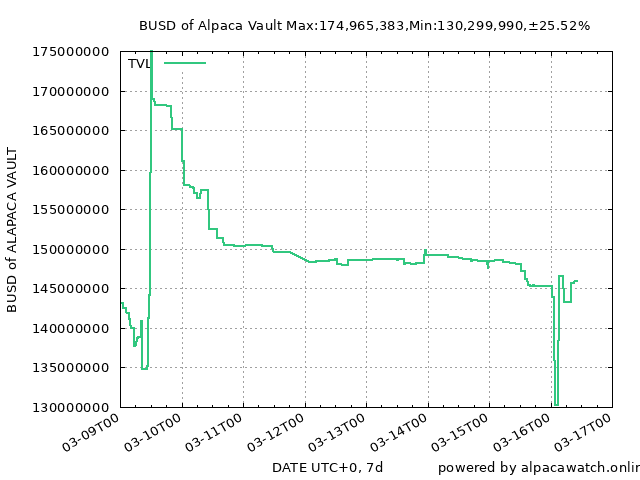 BUSD of Alpaca Vault Max:174,965,383,Min:130,299,990,±25.52%
175000000
TVL
170000000
165000000
160000000
155000000
150000000
145000000
140000000
135000000
130000000
BUSD of ALAPACA VAULT
03-09T00
03-10T00
03-11T00
03-12T00
03-13T00
03-14T00
03-15T00
03-16T00
03-17T00
DATE UTC+0, 7d
powered by alpacawatch.onlin